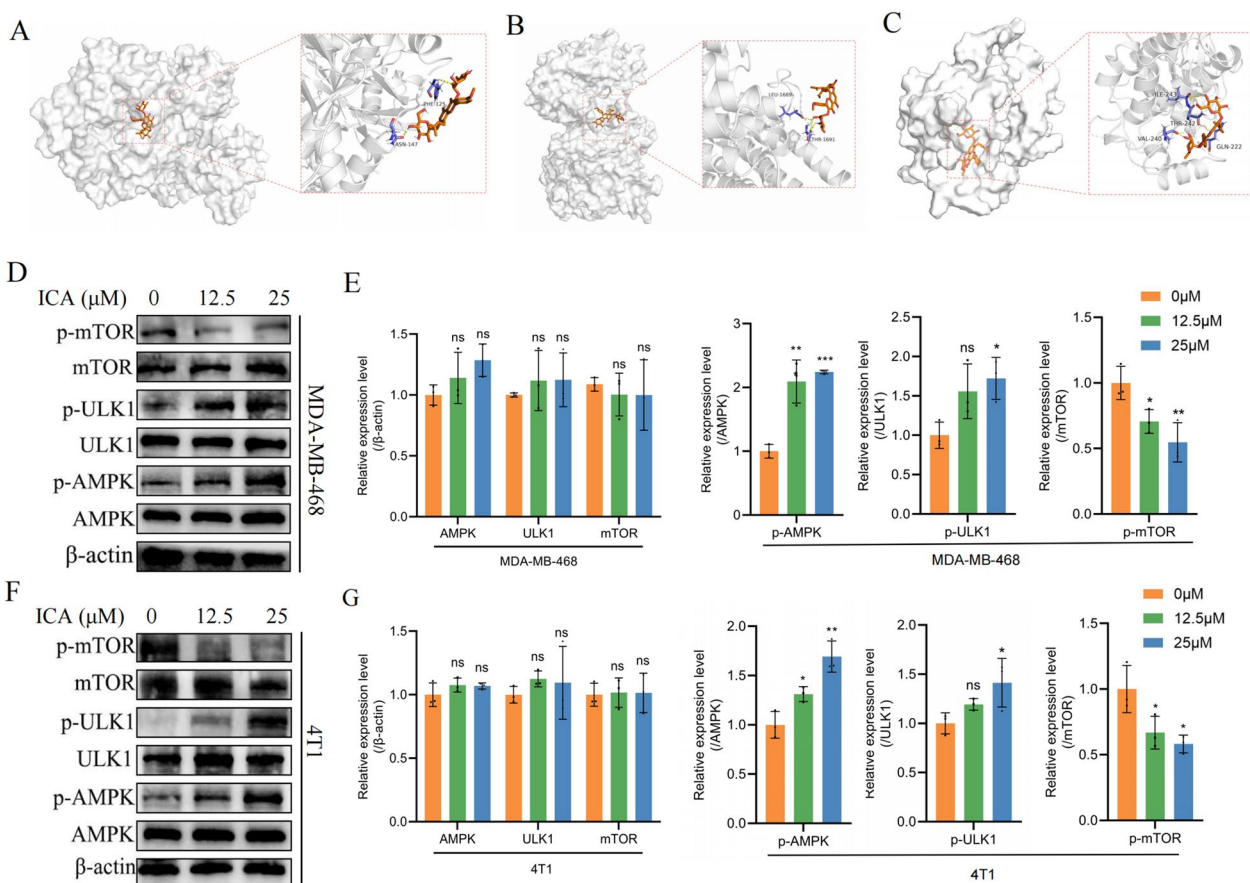 A
PHE-125
ASN-147
B
LEU-1689
THR-1691
C
ILE-243
THR-242
VAL-240
GLN-222
D
ICA (μM) 0 12.5 25
p-mTOR
mTOR
p-ULK1
ULK1
p-AMPK
AMPK
β-actin
MDA-MB-468
E
Relative expression level
(/β-actin)
1.5
1.0
0.5
0.0
ns ns ns ns ns ns
AMPK ULK1 mTOR
MDA-MB-468
Relative expression level
(/AMPK)
3
2
1
0
** ***
p-AMPK
Relative expression level
(/ULK1)
2.5
2.0
1.5
1.0
0.5
0.0
ns *
p-ULK1
Relative expression level
(/mTOR)
1.5
1.0
0.5
0.0
* **
p-mTOR
MDA-MB-468
0μM
12.5μM
25μM
F
ICA (μM) 0 12.5 25
p-mTOR
mTOR
p-ULK1
ULK1
p-AMPK
AMPK
β-actin
4T1
G
Relative expression level
(/β-actin)
1.5
1.0
0.5
0.0
ns ns ns ns ns ns
AMPK ULK1 mTOR
4T1
Relative expression level
(/AMPK)
2.0
1.5
1.0
0.5
0.0
* **
p-AMPK
Relative expression level
(/ULK1)
2.0
1.5
1.0
0.5
0.0
ns *
p-ULK1
Relative expression level
(/mTOR)
1.5
1.0
0.5
0.0
* *
p-mTOR
4T1
0μM
12.5μM
25μM